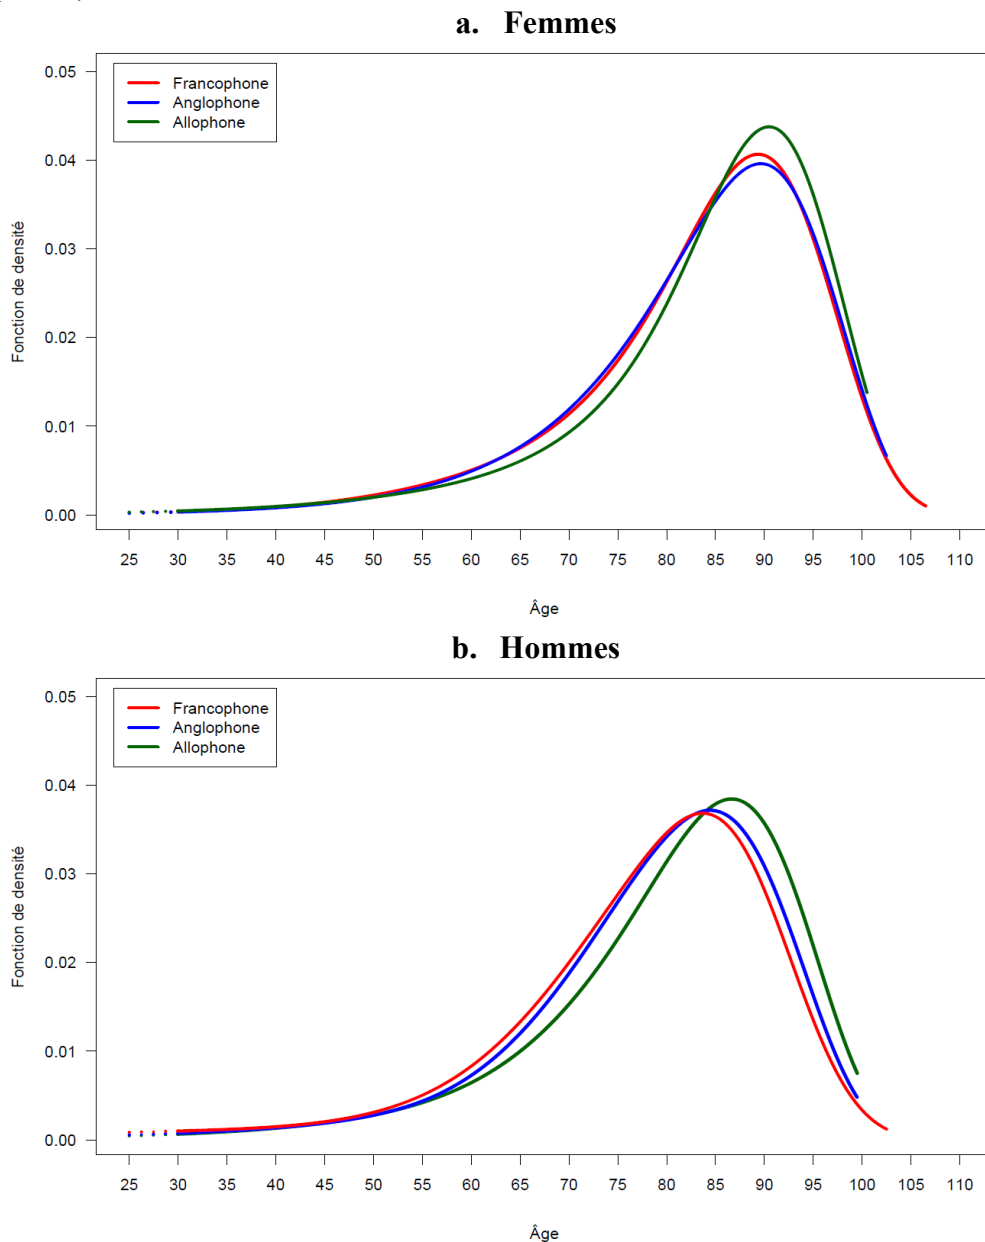 a. Femmes
0.05
0.04
0.03
0.02
0.01
0.00
Fonction de densité
Francophone
Anglophone
Allophone
25 30 35 40 45 50 55 60 65 70 75 80 85 90 95 100 105 110
Âge
b. Hommes
0.05
0.04
0.03
0.02
0.01
0.00
Fonction de densité
Francophone
Anglophone
Allophone
25 30 35 40 45 50 55 60 65 70 75 80 85 90 95 100 105 110
Âge